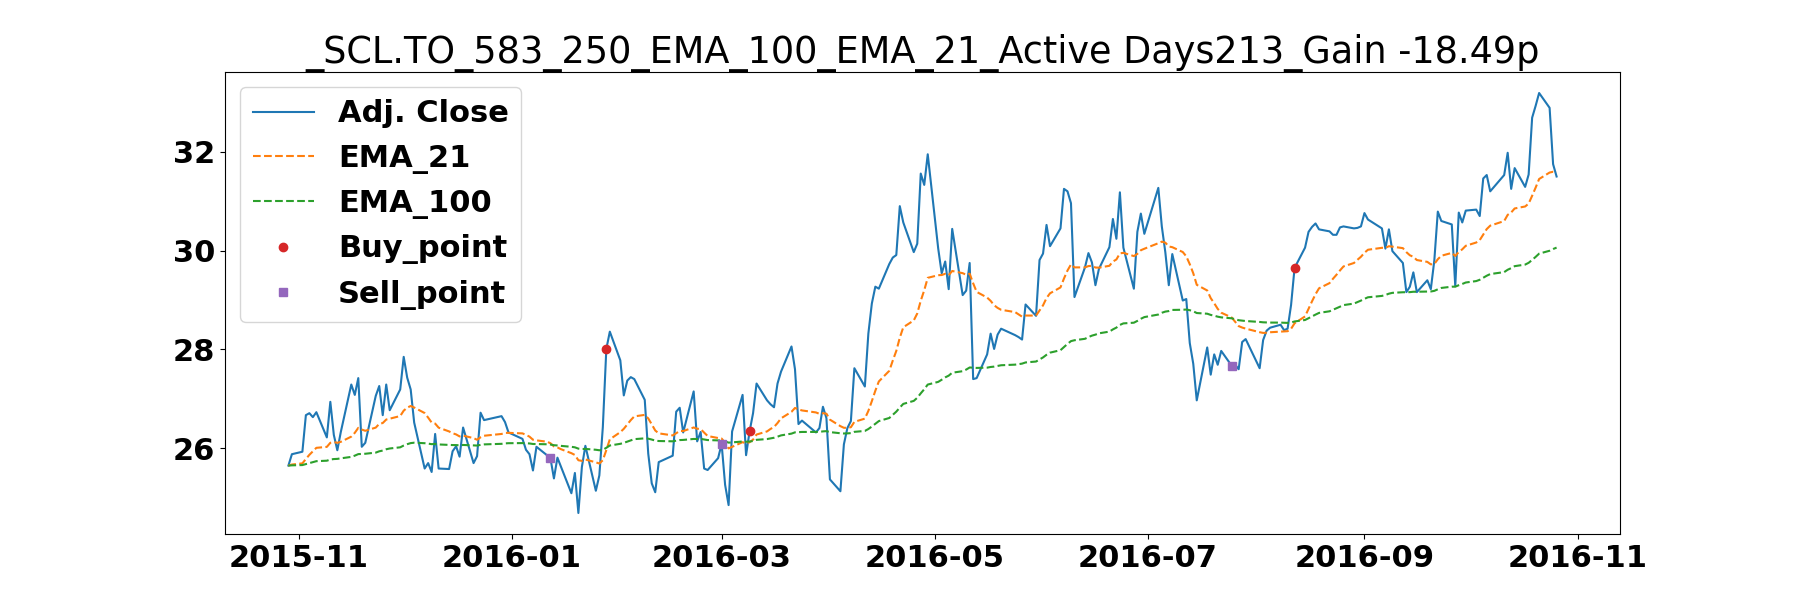 _SCL.TO_583_250_EMA_100_EMA_21_Active Days213_Gain -18.49p
Adj. Close
EMA_21
EMA_100
Buy_point
Sell_point
32
30
28
26
2015-11 2016-01 2016-03 2016-05 2016-07 2016-09 2016-11